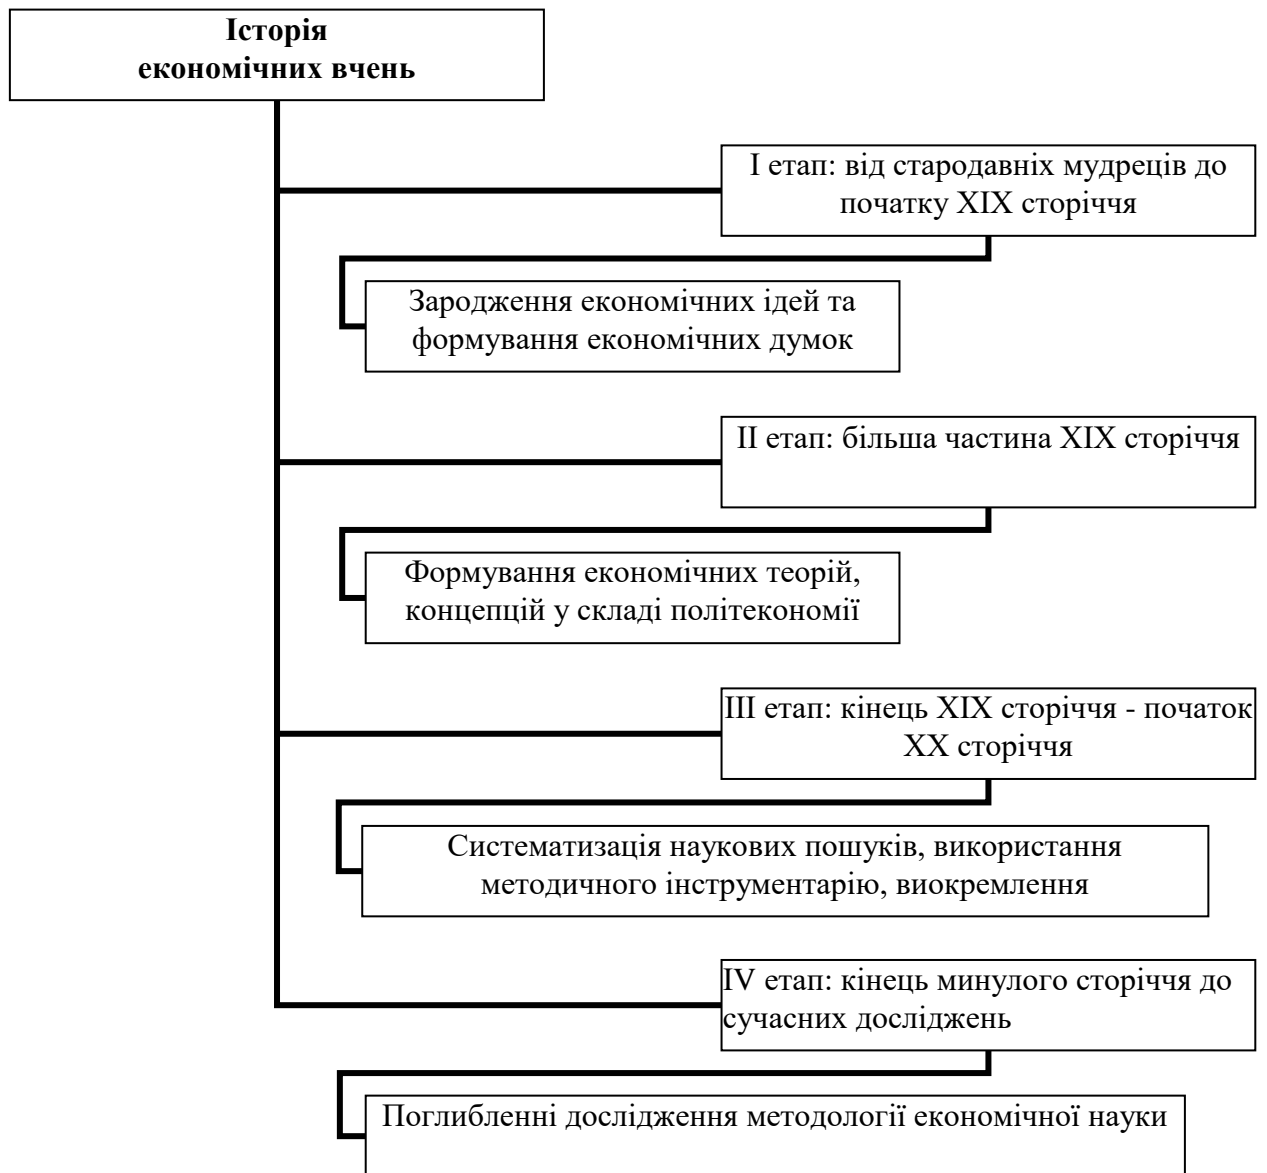 Історія
економічних вчень
І етап: від стародавніх мудреців до
початку ХІХ сторіччя
Зародження економічних ідей та
формування економічних думок
ІІ етап: більша частина ХІХ сторіччя
Формування економічних теорій,
концепцій у складі політекономії
ІІІ етап: кінець ХІХ сторіччя - початок
ХХ сторіччя
Систематизація наукових пошуків, використання
методичного інструментарію, виокремлення
IV етап: кінець минулого сторіччя до
сучасних досліджень
Поглибленні дослідження методології економічної науки